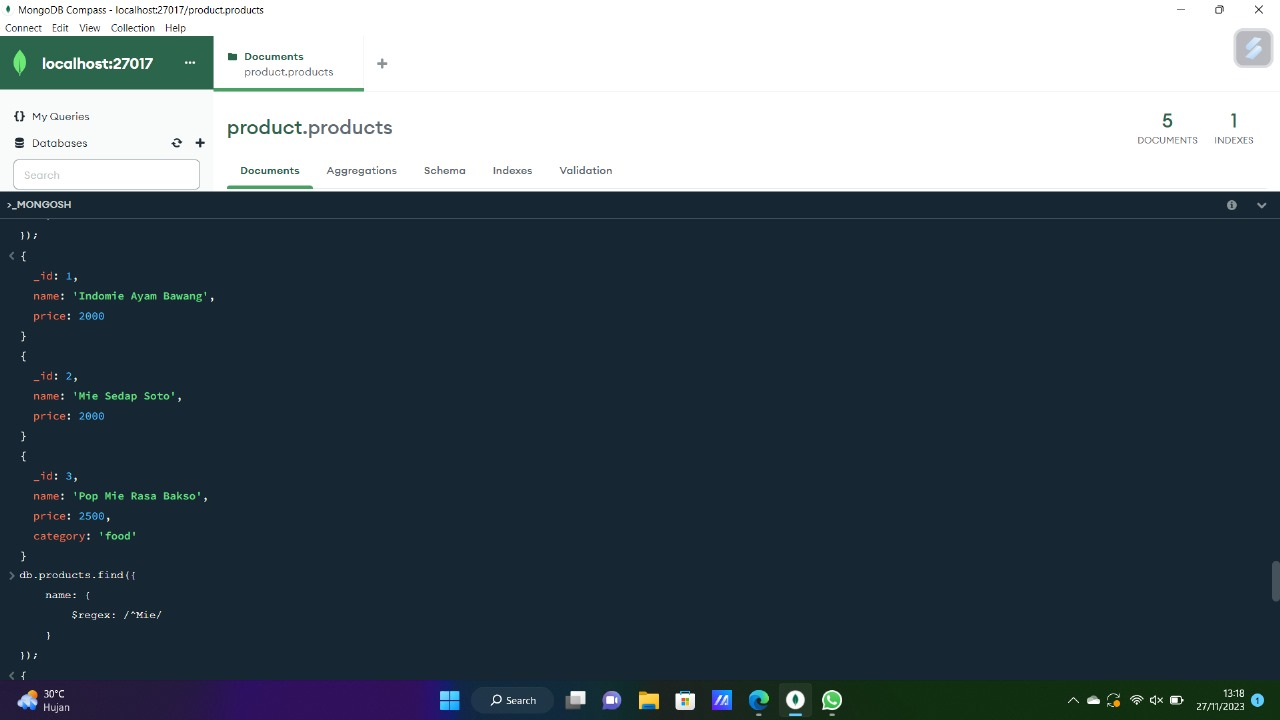 MongoDB Compass - localhost:27017/product.products
Connect Edit View Collection Help
localhost:27017
...
Documents
product.products
+
{} My Queries
Databases
+
Search
product.products
5
DOCUMENTS
1
INDEXES
Documents Aggregations Schema Indexes Validation
>_MONGOSH
});
< {
_id: 1,
name: 'Indomie Ayam Bawang',
price: 2000
}
{
_id: 2,
name: 'Mie Sedap Soto',
price: 2000
}
{
_id: 3,
name: 'Pop Mie Rasa Bakso',
price: 2500,
category: 'food'
}
> db.products.find({
name: {
$regex: /^Mie/
}
});
< {
30°C
Hujan
Search
13:18
27/11/2023
1